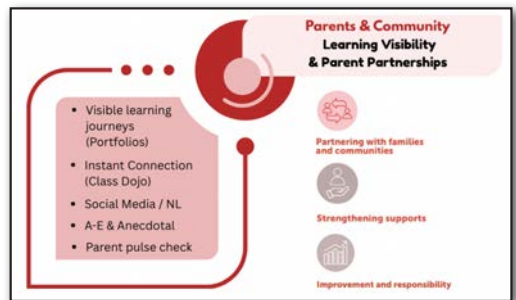 Parents & Community
Learning Visibility
& Parent Partnerships
• Visible learning
journeys
(Portfolios)
• Instant Connection
(Class Dojo)
• Social Media / NL
• A-E & Anecdotal
• Parent pulse check
Partnering with families
and communities
Strengthening supports
Improvement and responsibility